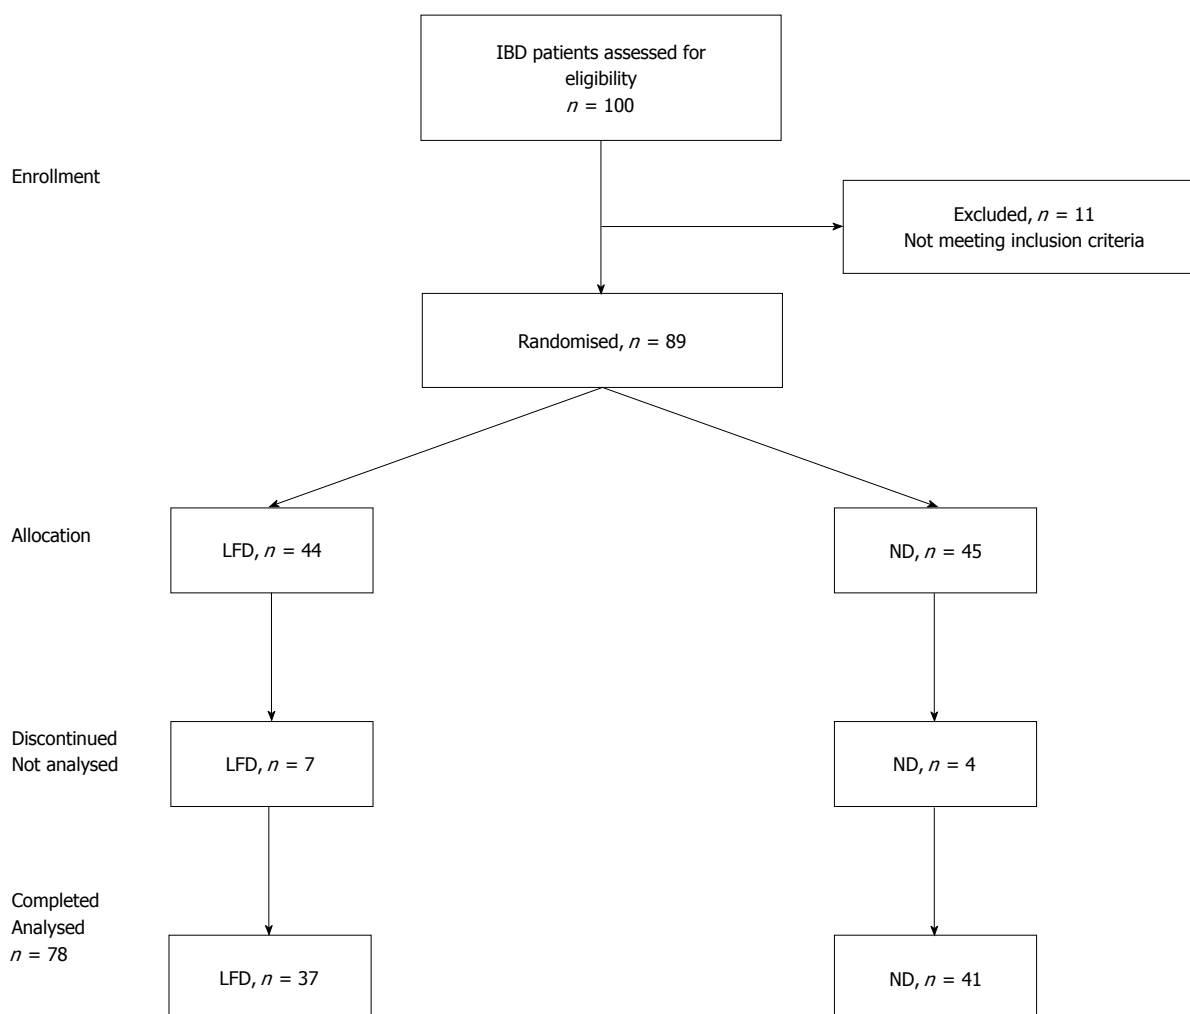 IBD patients assessed for
eligibility
n = 100
Enrollment
Excluded, n = 11
Not meeting inclusion criteria
Randomised, n = 89
Allocation
LFD, n = 44
ND, n = 45
Discontinued
Not analysed
LFD, n = 7
ND, n = 4
Completed
Analysed
n = 78
LFD, n = 37
ND, n = 41